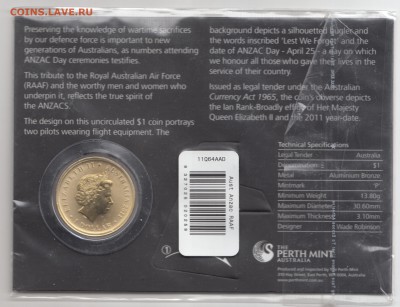 СОИНС.LAVE.RU
Preserving the knowledge of wartime sacrifices
by our defence force is important to new
generations of Australians, as numbers attending
ANZAC Day ceremonies testifies.
This tribute to the Royal Australian Air Force
(RAAF) and the worthy men and women who
underpin it, reflects the true spirit of
the ANZACS.
The design on this uncirculated $1 coin portrays
two pilots wearing flight equipment. The
background depicts a silhouetted bugler and
the words inscribed 'Lest We Forget' and the
date of ANZAC Day - April 25 - a day on which
we honour all those who gave their lives in the
service of their country.
Issued as legal tender under the Australian
Currency Act 1965, the coin's obverse depicts
the Ian Rank-Broadly effigy of Her Majesty
Queen Elizabeth II and the 2011 year-date.
Technical Specifications
Legal Tender Australia
Denomination $1
Metal Aluminium Bronze
Mintmark 'P'
Minimum Weight 13.80g
Maximum Diameter 30.60mm
Maximum Thickness 3.10mm
Designer Wade Robinson
11Q84AAD
Aust Anzac RAAF
THE
PERTH MINT
AUSTRALIA